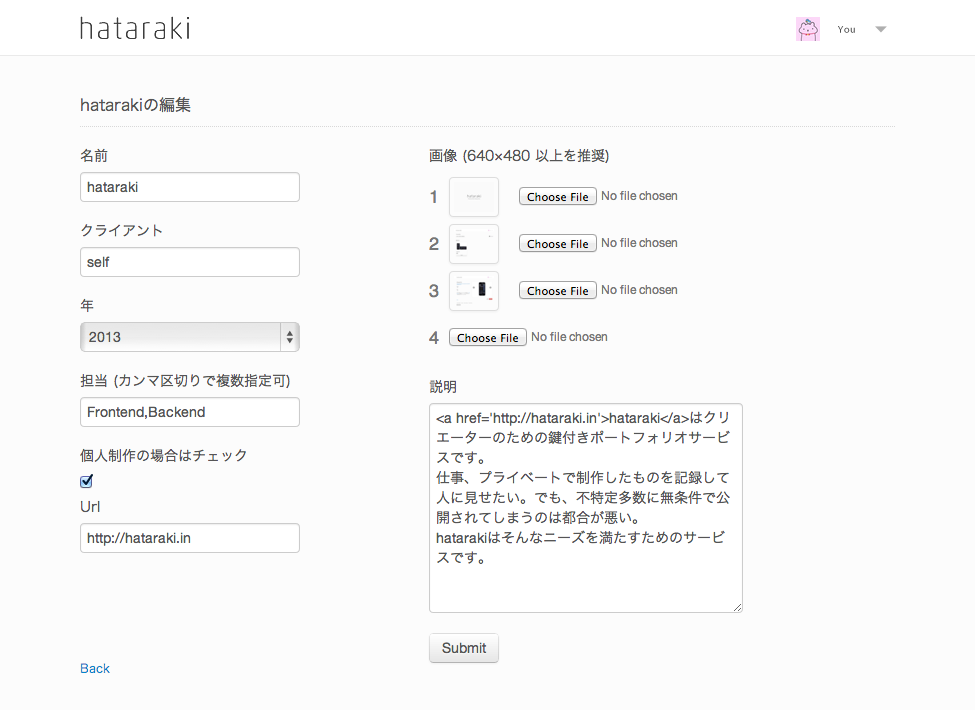 hataraki
You
hatarakiの編集
名前
hataraki
クライアント
self
年
2013
担当 (カンマ区切りで複数指定可)
Frontend,Backend
個人制作の場合はチェック
Url
http://hataraki.in
Back
画像 (640×480 以上を推奨)
1 Choose File No file chosen
2 Choose File No file chosen
3 Choose File No file chosen
4 Choose File No file chosen
説明
<a href='http://hataraki.in'>hataraki</a>はクリ
エーターのための鍵付きポートフォリオサービ
スです。
仕事、プライベートで制作したものを記録して
人に見せたい。でも、不特定多数に無条件で公
開されてしまうのは都合が悪い。
hatarakiはそんなニーズを満たすためのサービ
スです。
Submit